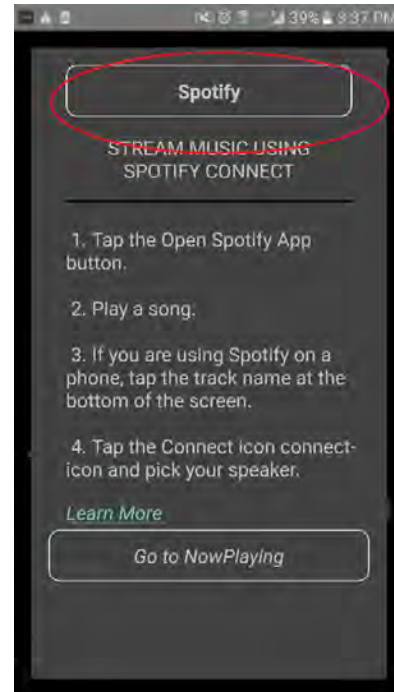 39% 9:37 PM
Spotify
STREAM MUSIC USING
SPOTIFY CONNECT
1. Tap the Open Spotify App
button.
2. Play a song.
3. If you are using Spotify on a
phone, tap the track name at the
bottom of the screen.
4. Tap the Connect icon connect-
icon and pick your speaker.
Learn More
Go to NowPlaying